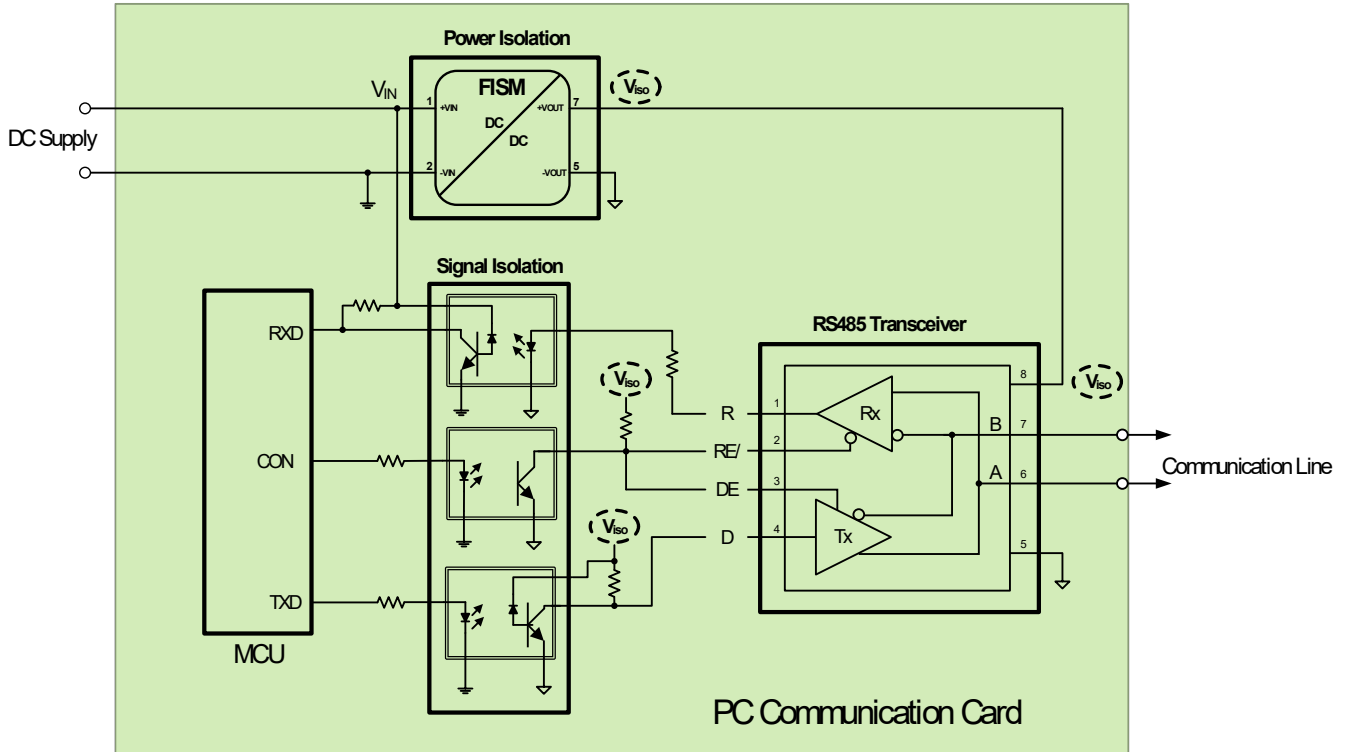 Power Isolation
FISM
VIN
Viso
1
+VIN
+VOUT
7
DC
DC
DC Supply
2
-VIN
-VOUT
5
Signal Isolation
RXD
RS485 Transceiver
Viso
8
Viso
1
R
Rx
B
7
2
RE/
CON
Communication Line
A
6
DE
3
Viso
D
4
Tx
5
TXD
MCU
PC Communication Card